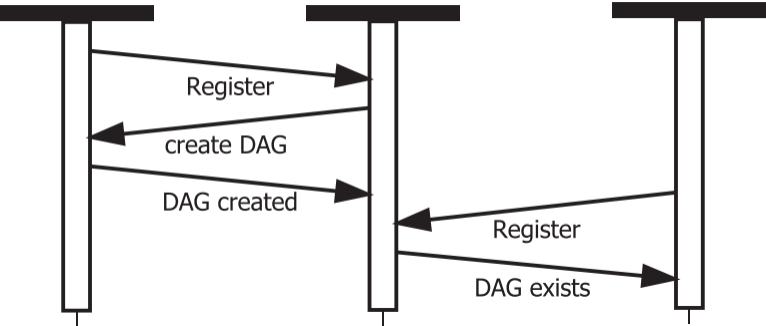 Register
create DAG
DAG created
Register
DAG exists